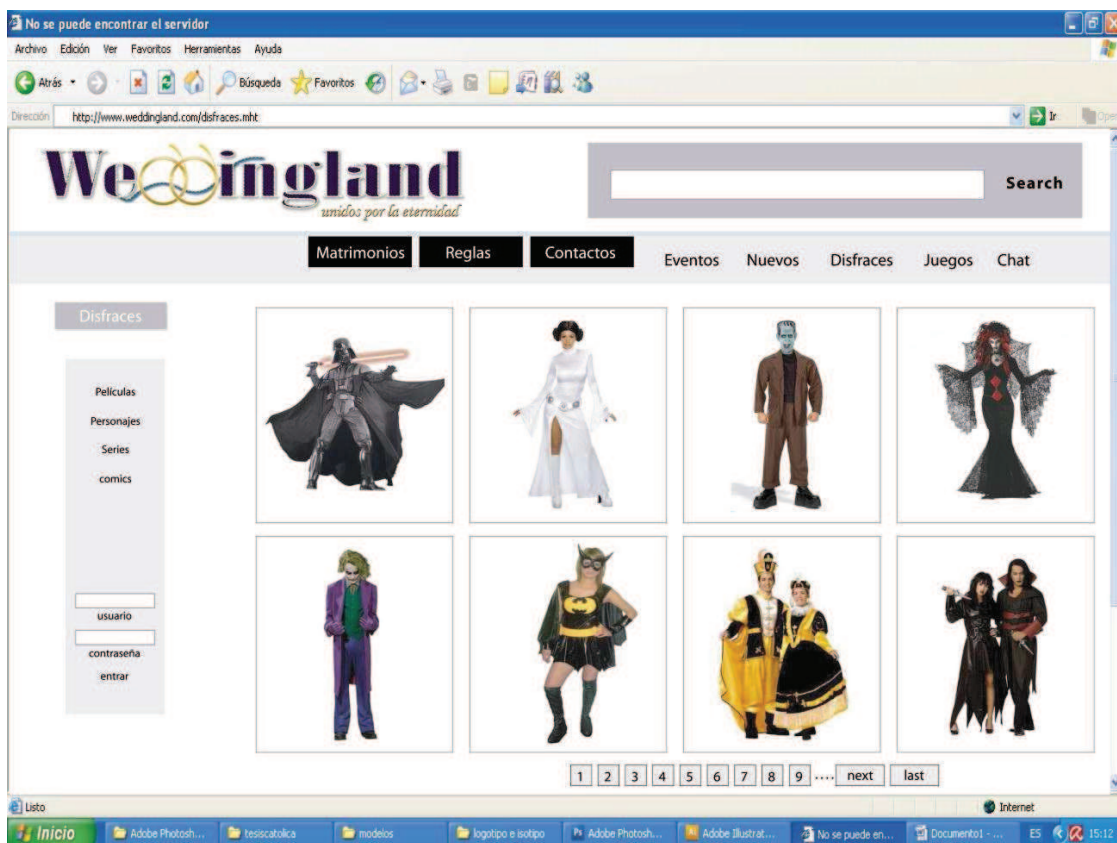 No se puede encontrar el servidor
Archivo Edición Ver Favoritos Herramientas Ayuda
Atrás Búsqueda Favoritos
Dirección http://www.weddingland.com/disfraces.mht Ir
Weddingland
unidos por la eternidad
Search
Matrimonios Reglas Contactos Eventos Nuevos Disfraces Juegos Chat
Disfraces
Películas
Personajes
Series
comics
usuario
contraseña
entrar
1 2 3 4 5 6 7 8 9 .... next last
Listo Internet
Inicio Adobe Photosh... tesiscatolica modelos logotipo e isotipo Ps Adobe Photosh... Adobe Illustrat... No se puede en... Documento1 - ... ES 15:12